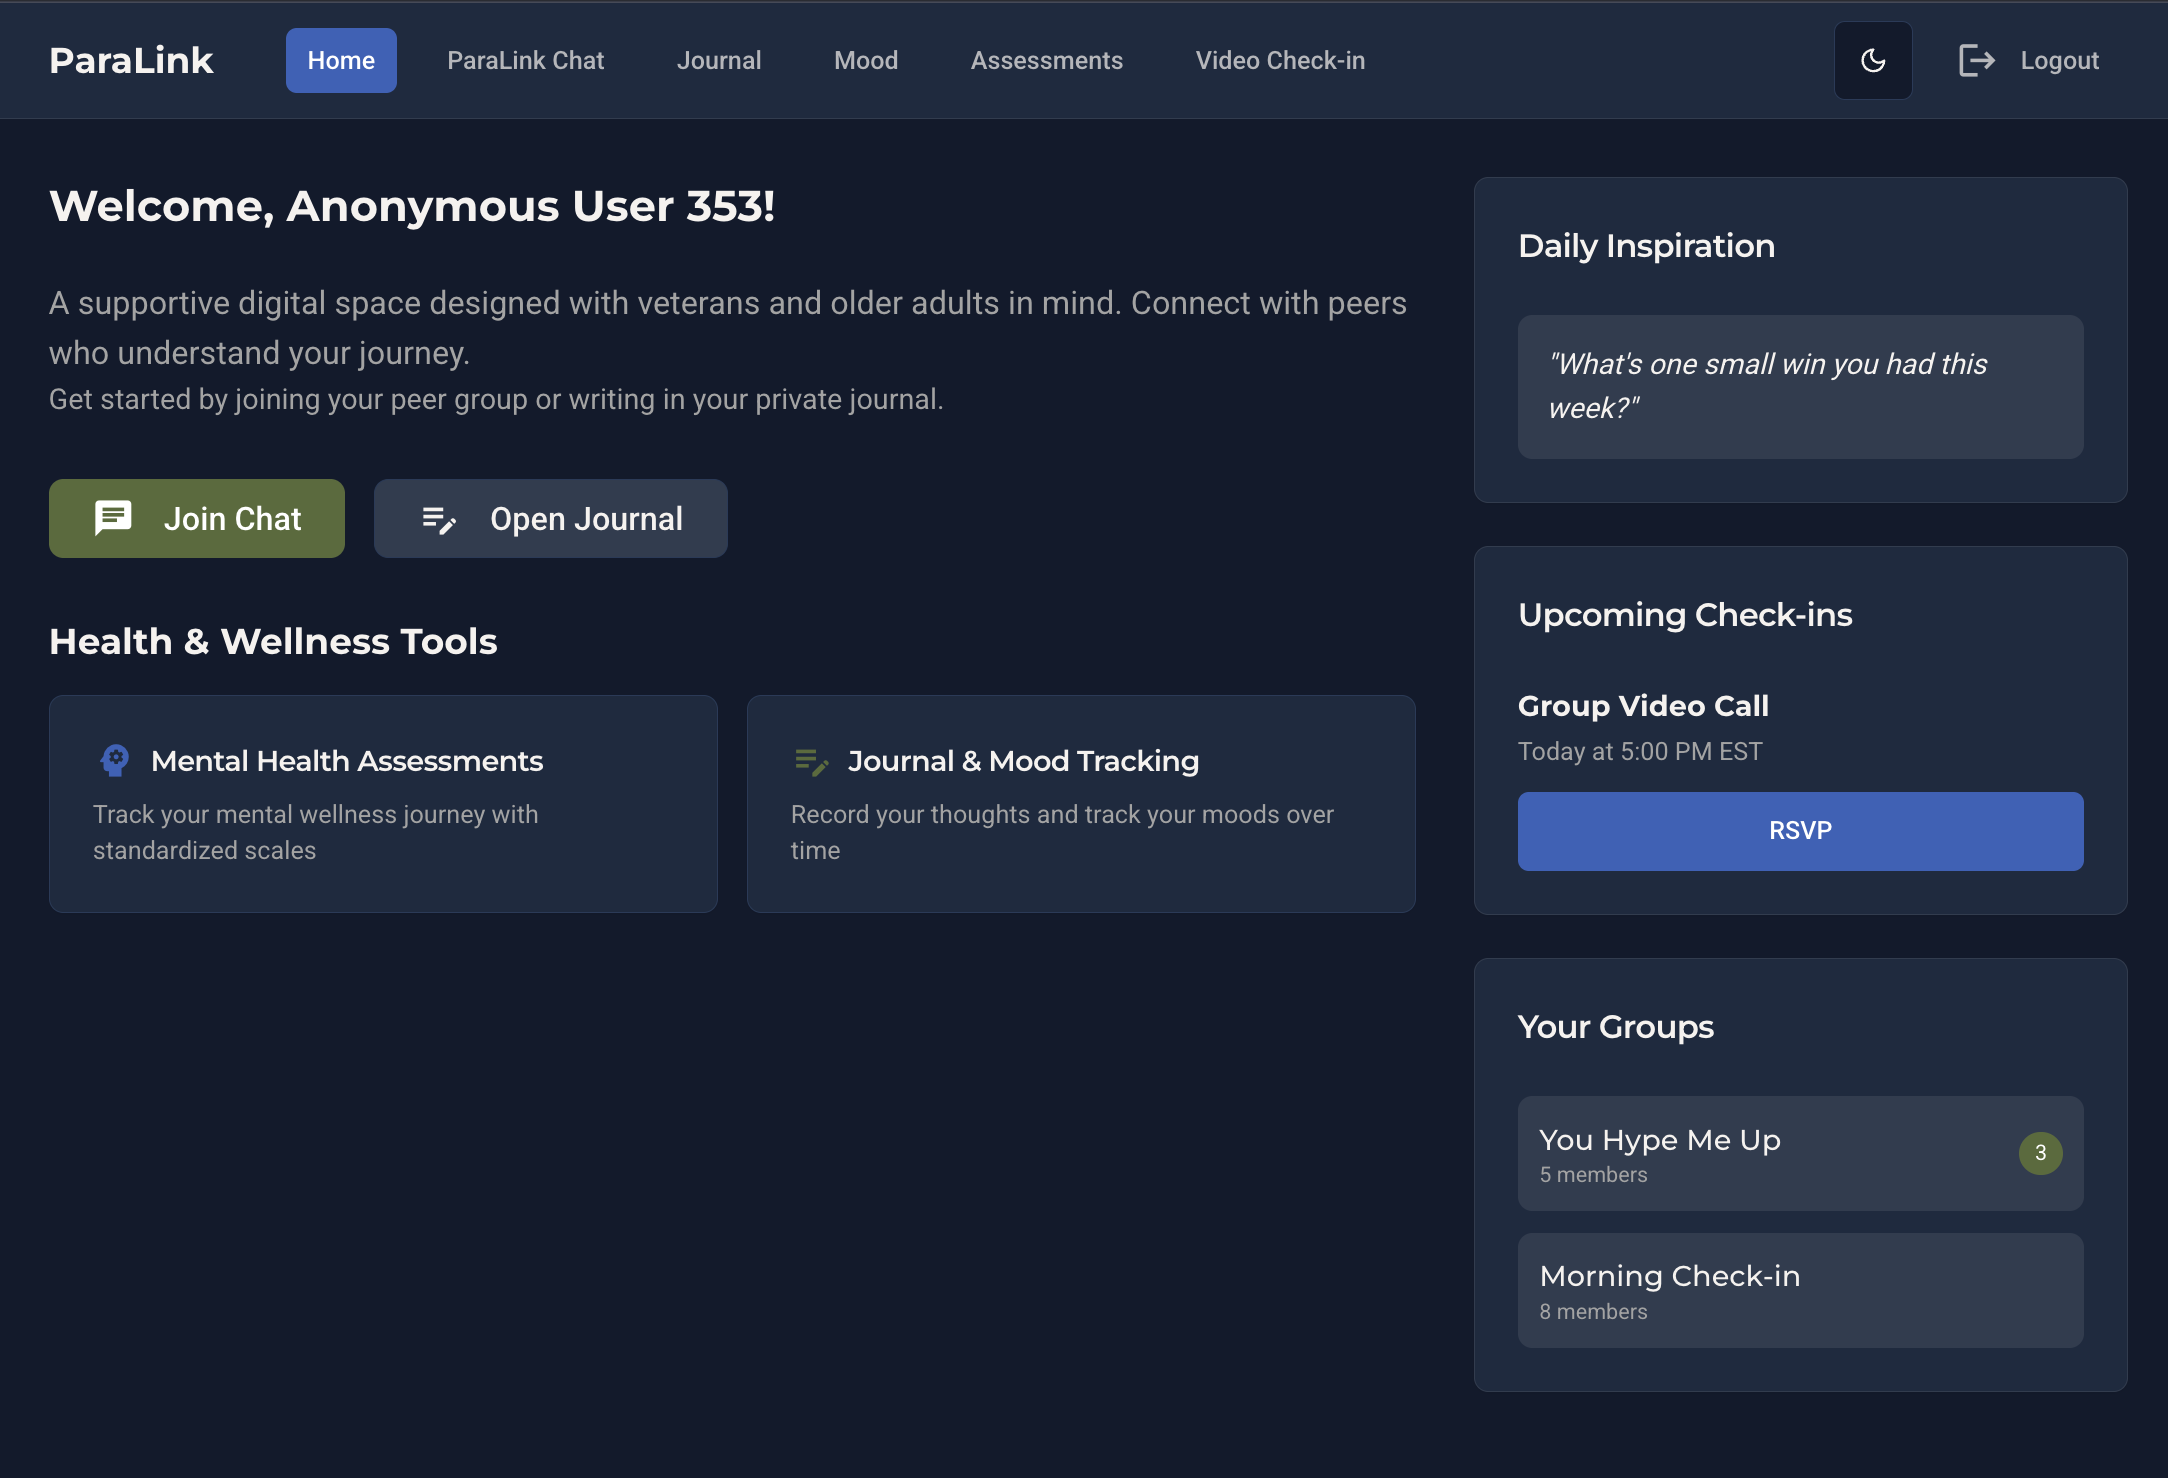 ParaLink
Home
ParaLink Chat
Journal
Mood
Assessments
Video Check-in
Logout
Welcome, Anonymous User 353!
A supportive digital space designed with veterans and older adults in mind. Connect with peers
who understand your journey.
Get started by joining your peer group or writing in your private journal.
Join Chat
Open Journal
Health & Wellness Tools
Mental Health Assessments
Track your mental wellness journey with
standardized scales
Journal & Mood Tracking
Record your thoughts and track your moods over
time
Daily Inspiration
"What's one small win you had this
week?"
Upcoming Check-ins
Group Video Call
Today at 5:00 PM EST
RSVP
Your Groups
You Hype Me Up
5 members
3
Morning Check-in
8 members